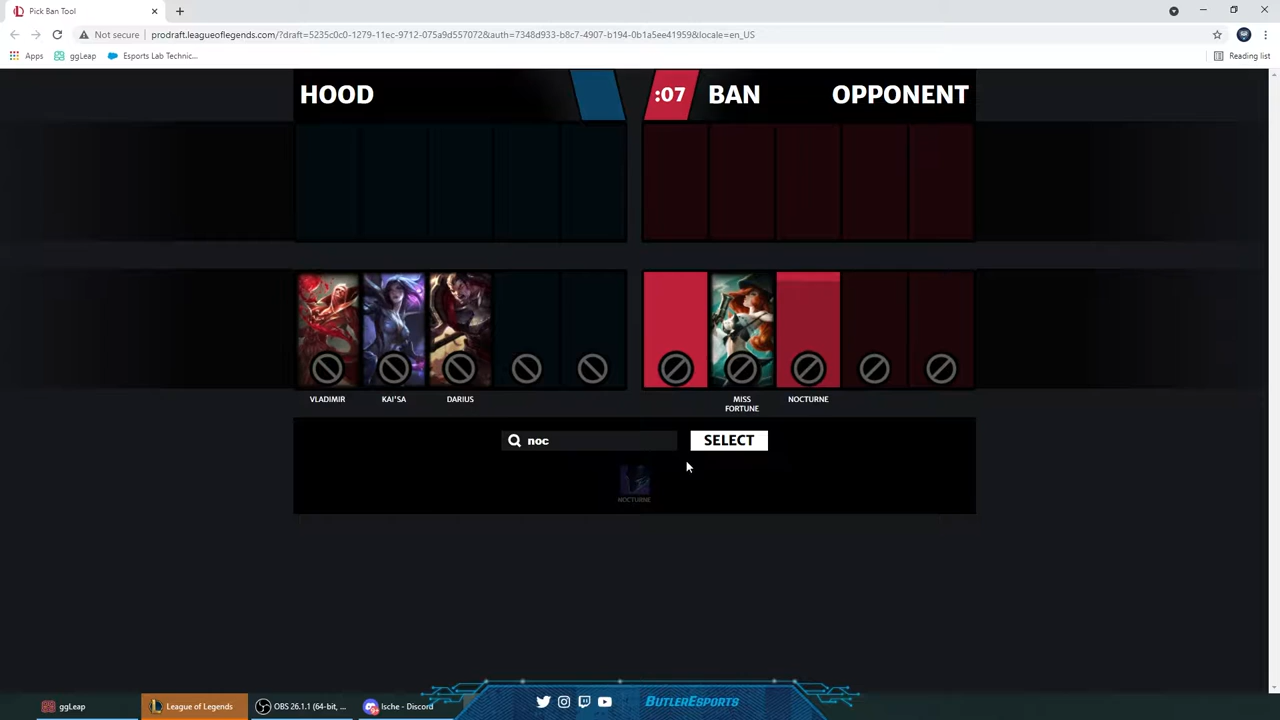 Pick Ban Tool
Not secure
prodraft.leagueoflegends.com/?draft=5235c0c0-1279-11ec-9712-075a9d557072&auth=7348d933-b8c7-4907-b194-0b1a5ee41959&locale=en_US
Apps
ggLeap
Esports Lab Technic...
Reading list
HOOD
:07
BAN
OPPONENT
VLADIMIR
KAI'SA
DARIUS
MISS
FORTUNE
NOCTURNE
noc
SELECT
NOCTURNE
ggLeap
League of Legends
OBS 26.1.1 (64-bit, ...
Ische - Discord
BUTLERESPORTS